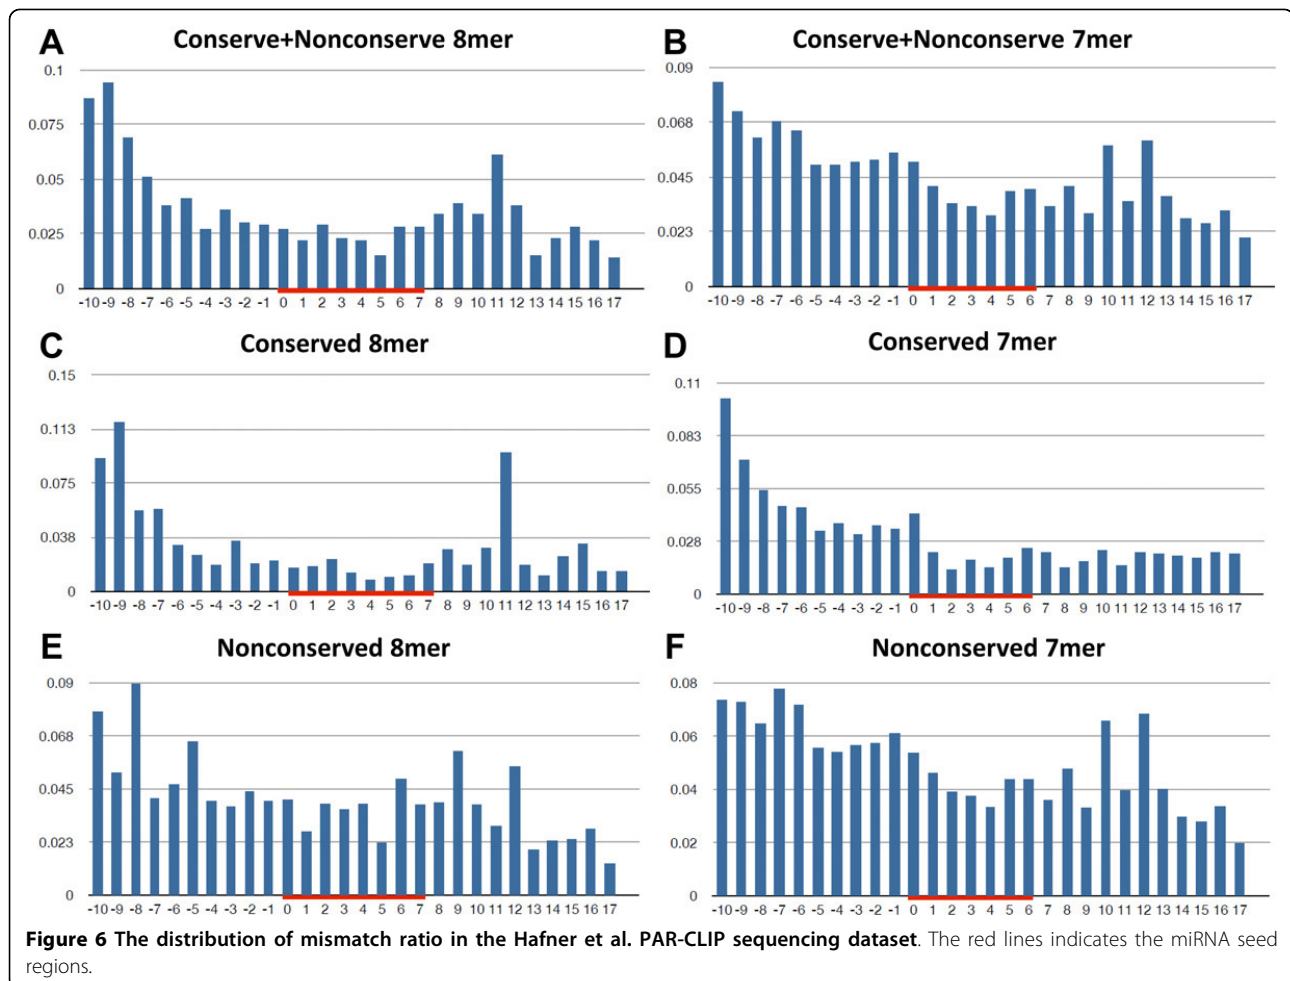 A Conserve+Nonconserve 8mer
0.1
0.075
0.05
0.025
0
-10 -9 -8 -7 -6 -5 -4 -3 -2 -1 0 1 2 3 4 5 6 7 8 9 10 11 12 13 14 15 16 17
B Conserve+Nonconserve 7mer
0.09
0.068
0.045
0.023
0
-10 -9 -8 -7 -6 -5 -4 -3 -2 -1 0 1 2 3 4 5 6 7 8 9 10 11 12 13 14 15 16 17
C Conserved 8mer
0.15
0.113
0.075
0.038
0
-10 -9 -8 -7 -6 -5 -4 -3 -2 -1 0 1 2 3 4 5 6 7 8 9 10 11 12 13 14 15 16 17
D Conserved 7mer
0.11
0.083
0.055
0.028
0
-10 -9 -8 -7 -6 -5 -4 -3 -2 -1 0 1 2 3 4 5 6 7 8 9 10 11 12 13 14 15 16 17
E Nonconserved 8mer
0.09
0.068
0.045
0.023
0
-10 -9 -8 -7 -6 -5 -4 -3 -2 -1 0 1 2 3 4 5 6 7 8 9 10 11 12 13 14 15 16 17
F Nonconserved 7mer
0.08
0.06
0.04
0.02
0
-10 -9 -8 -7 -6 -5 -4 -3 -2 -1 0 1 2 3 4 5 6 7 8 9 10 11 12 13 14 15 16 17
Figure 6 The distribution of mismatch ratio in the Hafner et al. PAR-CLIP sequencing dataset. The red lines indicates the miRNA seed
regions.